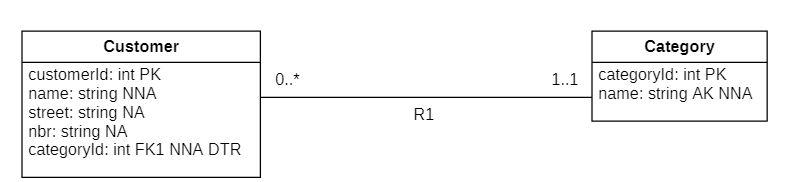 Customer
customerId: int PK
name: string NNA
street: string NA
nbr: string NA
categoryId: int FK1 NNA DTR
0..*
1..1
R1
Category
categoryId: int PK
name: string AK NNA